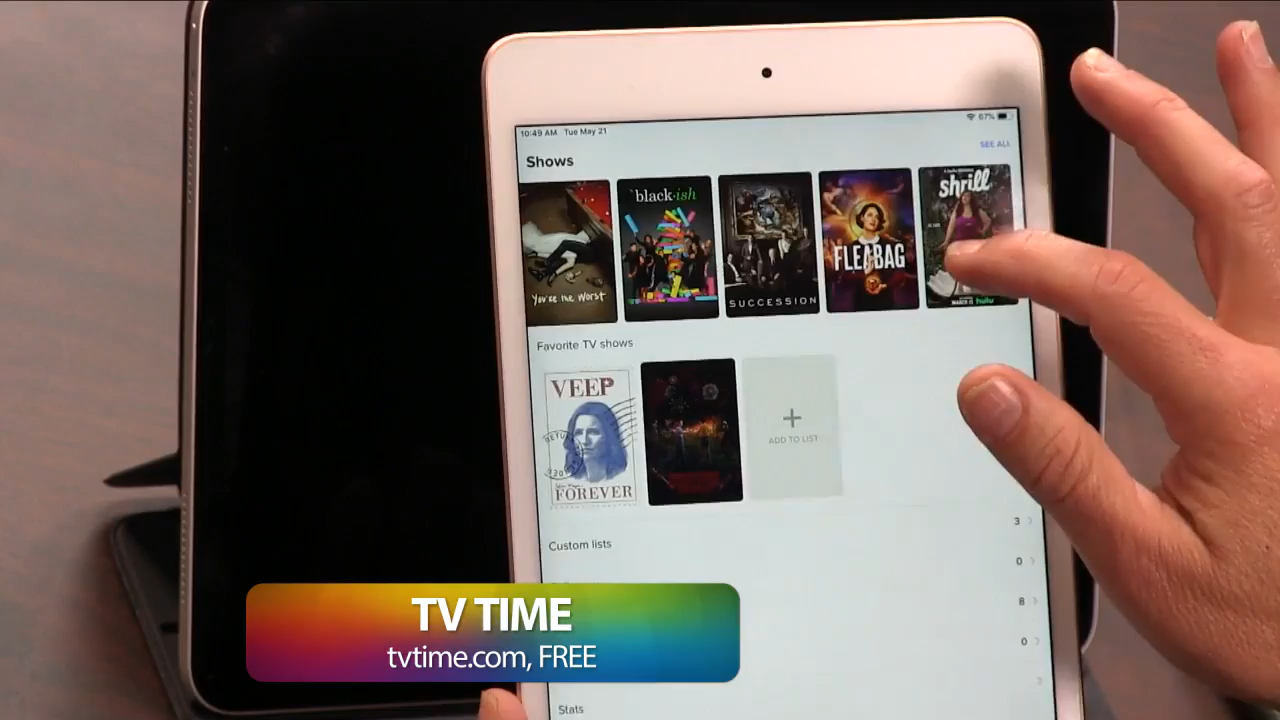 10:49 AM Tue May 21
67%
Shows
SEE ALL
You're the Worst
black-ish
SUCCESSION
FLEABAG
shrill
MARCH 15 hulu
Favorite TV shows
VEEP
FOREVER
+
ADD TO LIST
3
Custom lists
0
8
0
Stats
TV TIME
tvtime.com, FREE